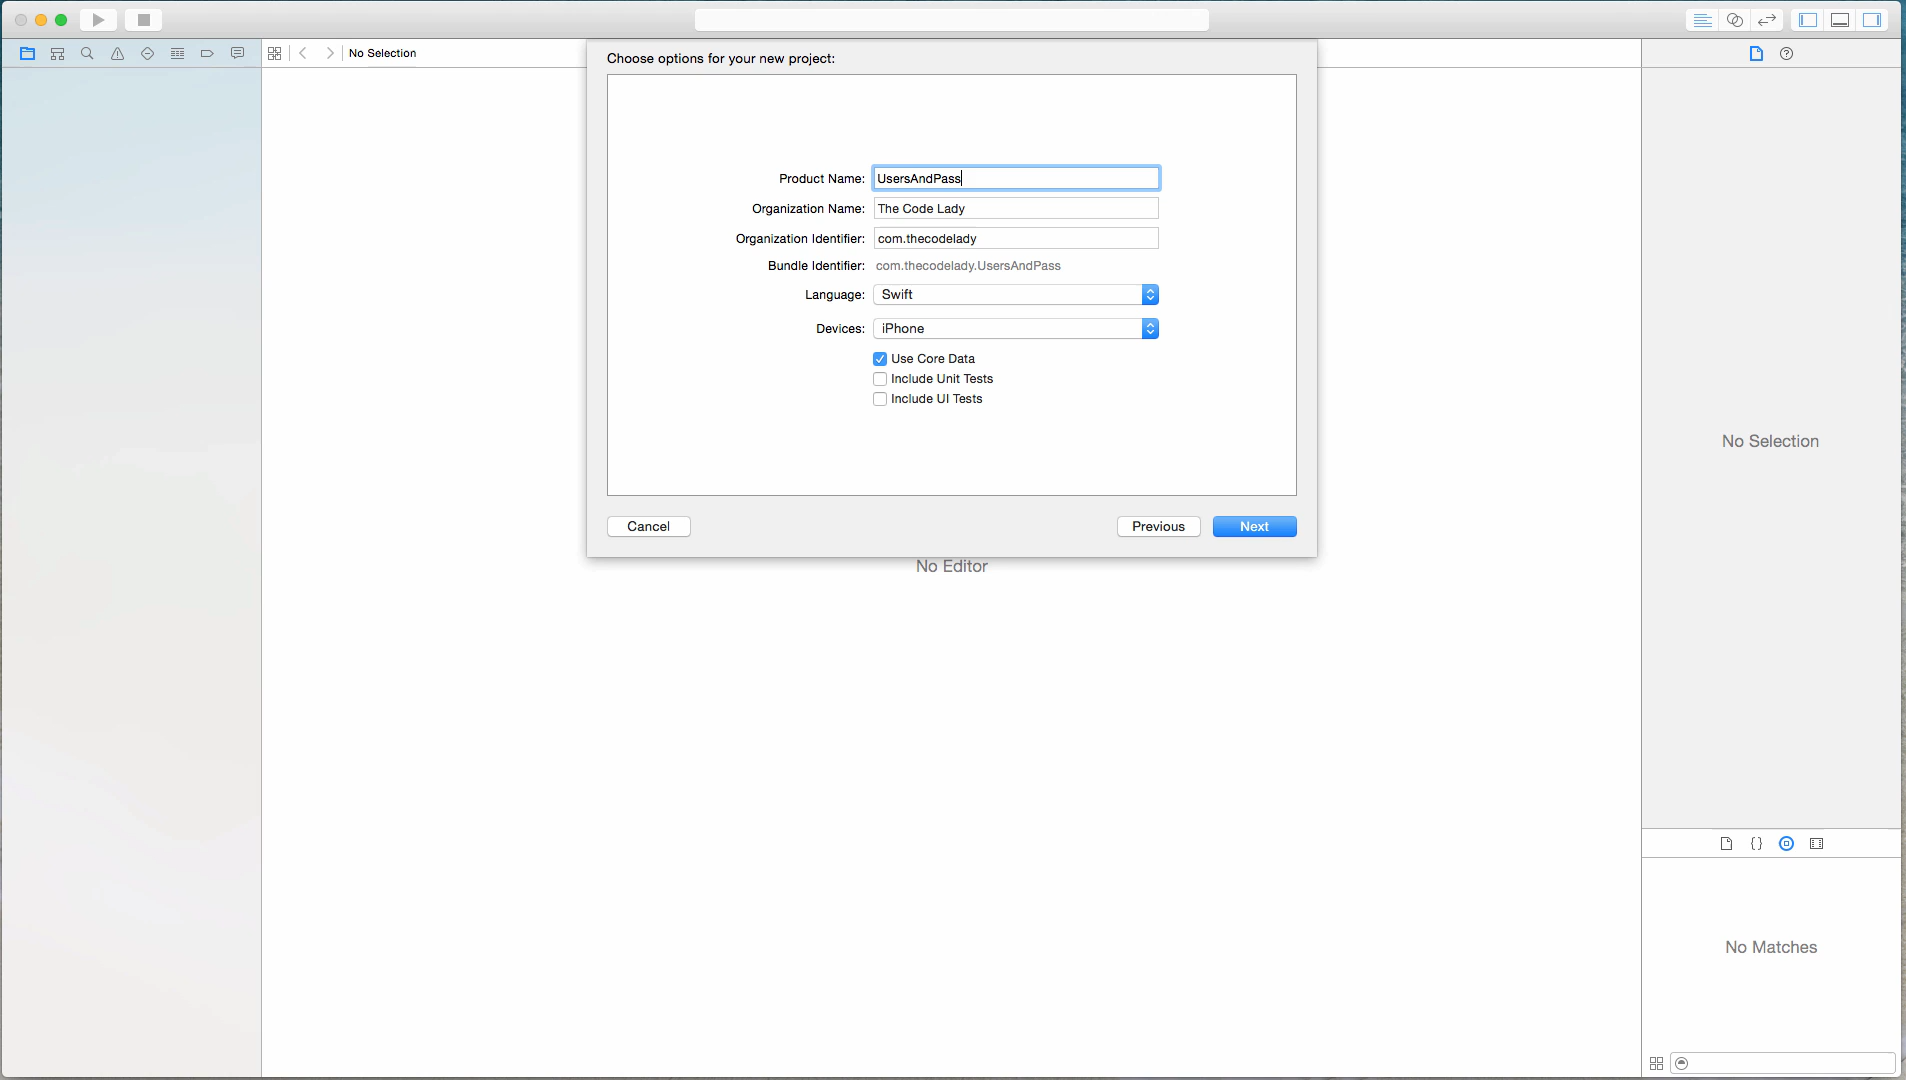 No Selection
Choose options for your new project:
Product Name: UsersAndPass
Organization Name: The Code Lady
Organization Identifier: com.thecodelady
Bundle Identifier: com.thecodelady.UsersAndPass
Language: Swift
Devices: iPhone
Use Core Data
Include Unit Tests
Include UI Tests
Cancel
Previous
Next
No Editor
No Selection
No Matches